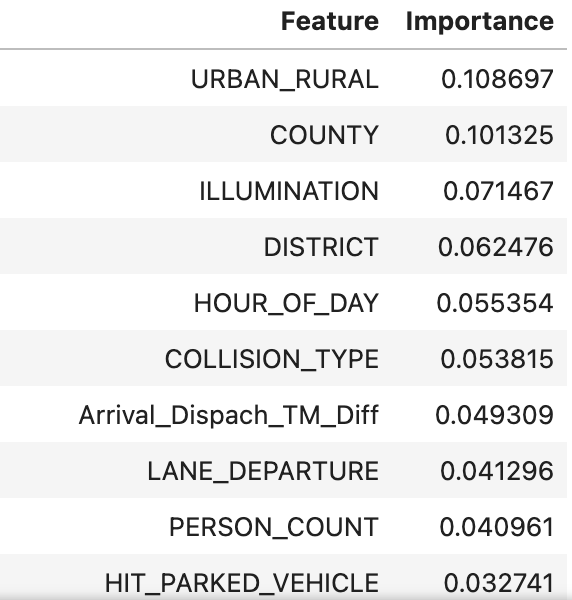 Feature Importance
URBAN_RURAL 0.108697
COUNTY 0.101325
ILLUMINATION 0.071467
DISTRICT 0.062476
HOUR_OF_DAY 0.055354
COLLISION_TYPE 0.053815
Arrival_Dispach_TM_Diff 0.049309
LANE_DEPARTURE 0.041296
PERSON_COUNT 0.040961
HIT_PARKED_VEHICLE 0.032741